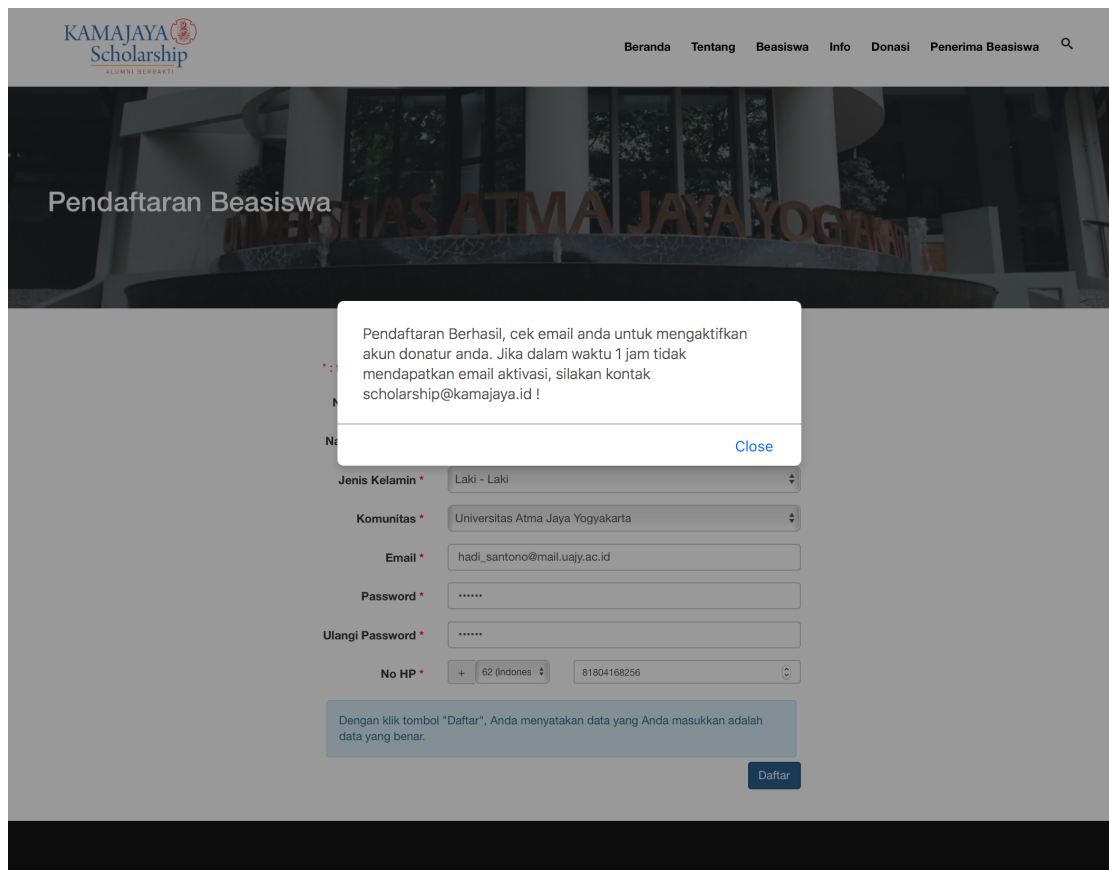 KAMAJAYA
Scholarship
ALUMNI BERBAKTI
Beranda Tentang Beasiswa Info Donasi Penerima Beasiswa
Pendaftaran Beasiswa
UNIVERSITAS ATMA JAYA YOGYAKARTA
Pendaftaran Berhasil, cek email anda untuk mengaktifkan
akun donatur anda. Jika dalam waktu 1 jam tidak
mendapatkan email aktivasi, silakan kontak
scholarship@kamajaya.id !
Close
* :
Jenis Kelamin * Laki - Laki
Komunitas * Universitas Atma Jaya Yogyakarta
Email * hadi_santono@mail.uajy.ac.id
Password * ••••••
Ulangi Password * ••••••
No HP * + 62 (Indones 81804168256
Dengan klik tombol "Daftar", Anda menyatakan data yang Anda masukkan adalah
data yang benar.
Daftar